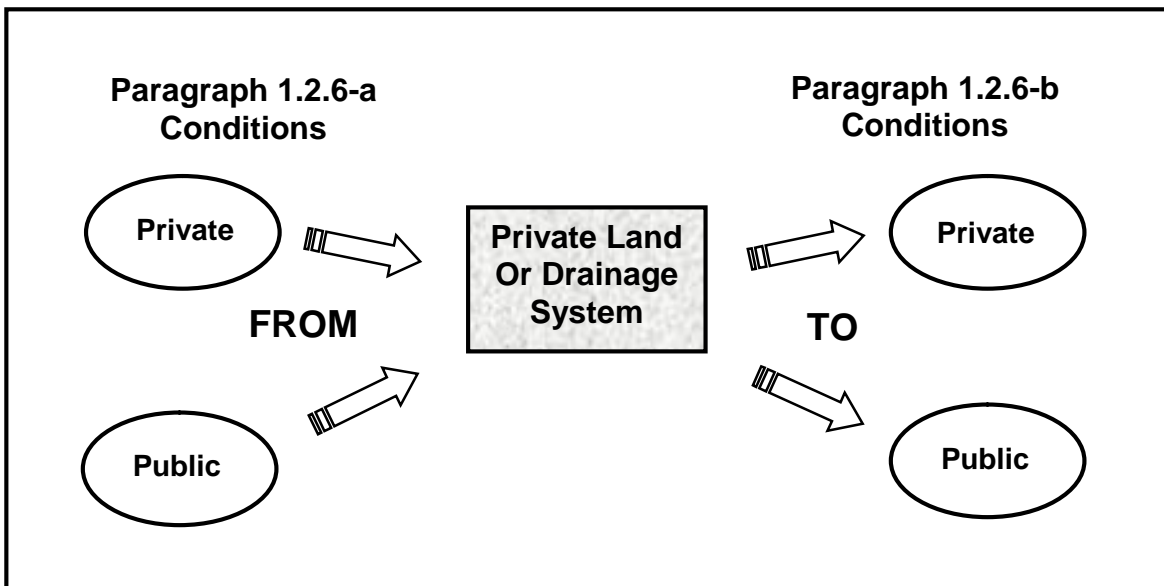 Paragraph 1.2.6-a
Conditions
Private
FROM
Public
Private Land
Or Drainage
System
Paragraph 1.2.6-b
Conditions
Private
TO
Public